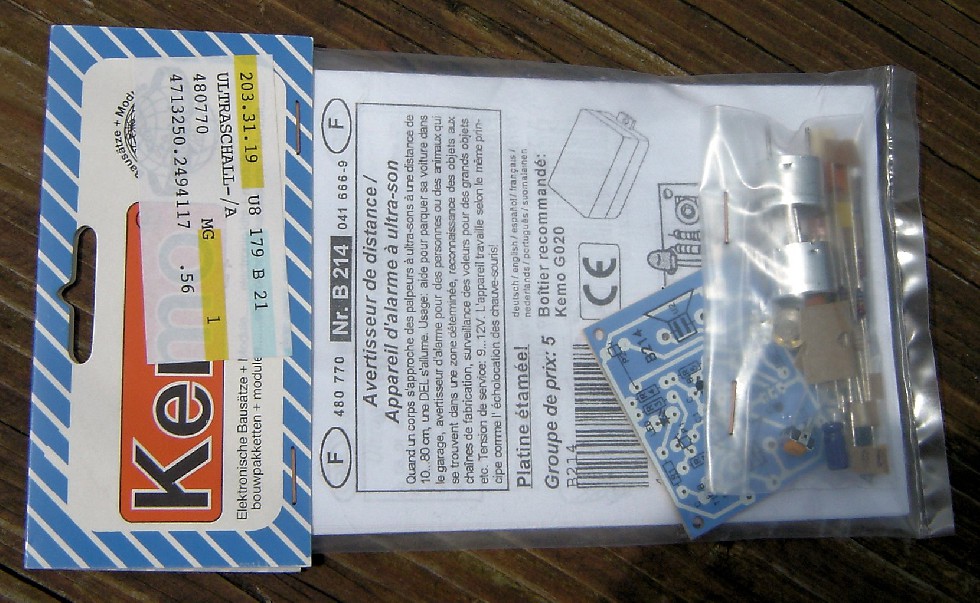 203.31.19 U8 179 B 21
ULTRASCHALL-/A
480770 MG 1
4713250.24941117 .56
Bausätze + Modu
Kemo
Elektronische Bausätze +
bouwpakketten + module
F 480 770 Nr. B 214 041 666-9 F
Avertisseur de distance /
Appareil d'alarme à ultra-son
Quand un corps s'approche des palpeurs à ultra-sons à une distance de
10...80 cm, une DEL s'allume. Usage: aide pour parquer sa voiture dans
le garage, avertisseur d'alarme pour des personnes ou des animaux qui
se trouvent dans une zone déterminée, reconnaissance des objets aux
chaînes de fabrication, surveillance des voleurs pour des grands objets
etc. Tension de service: 9...12V. L'appareil travaille selon le même prin-
cipe comme l'écholocation des chauve-souris!
Platine étamée!
Groupe de prix: 5
B214
deutsch / english / español / français /
nederlands / português / suomalainen
Boîtier recommandé:
Kemo G020
CE
B214